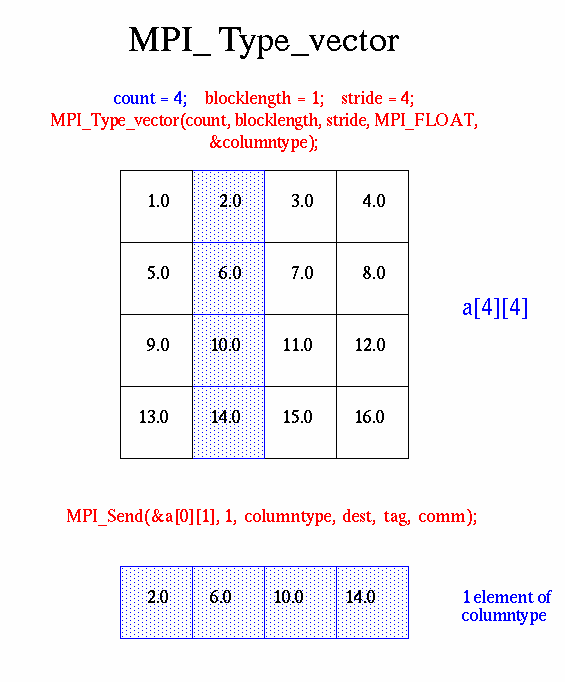 MPI_ Type_vector
count = 4; blocklength = 1; stride = 4;
MPI_Type_vector(count, blocklength, stride, MPI_FLOAT,
&columntype);
1.0 2.0 3.0 4.0
5.0 6.0 7.0 8.0
a[4][4]
9.0 10.0 11.0 12.0
13.0 14.0 15.0 16.0
MPI_Send(&a[0][1], 1, columntype, dest, tag, comm);
2.0 6.0 10.0 14.0
1 element of
columntype